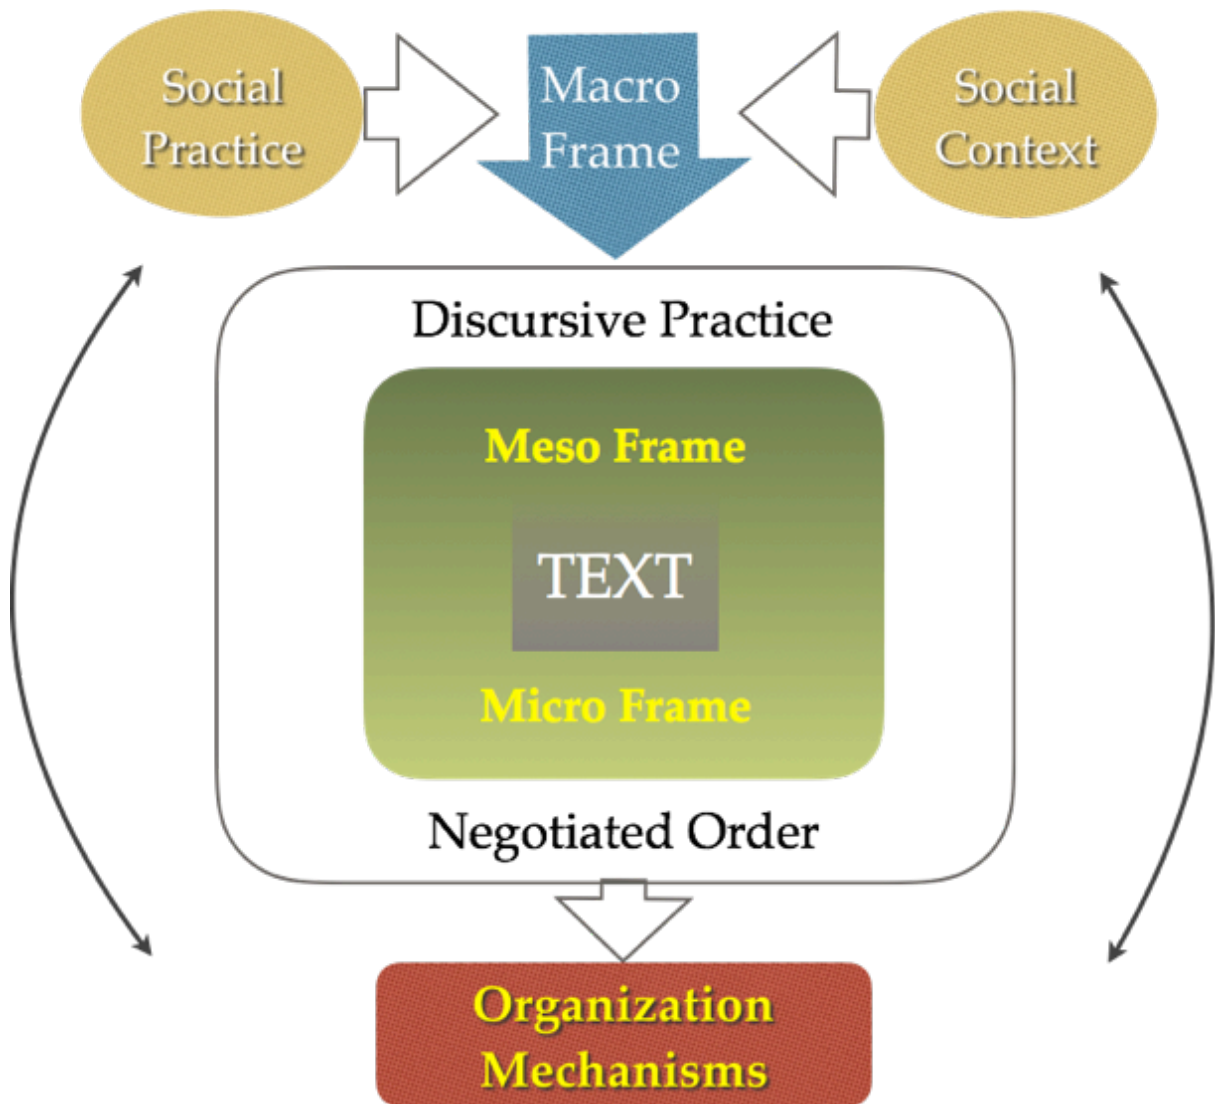 Social
Practice
Macro
Frame
Social
Context
Discursive Practice
Meso Frame
TEXT
Micro Frame
Negotiated Order
Organization
Mechanisms